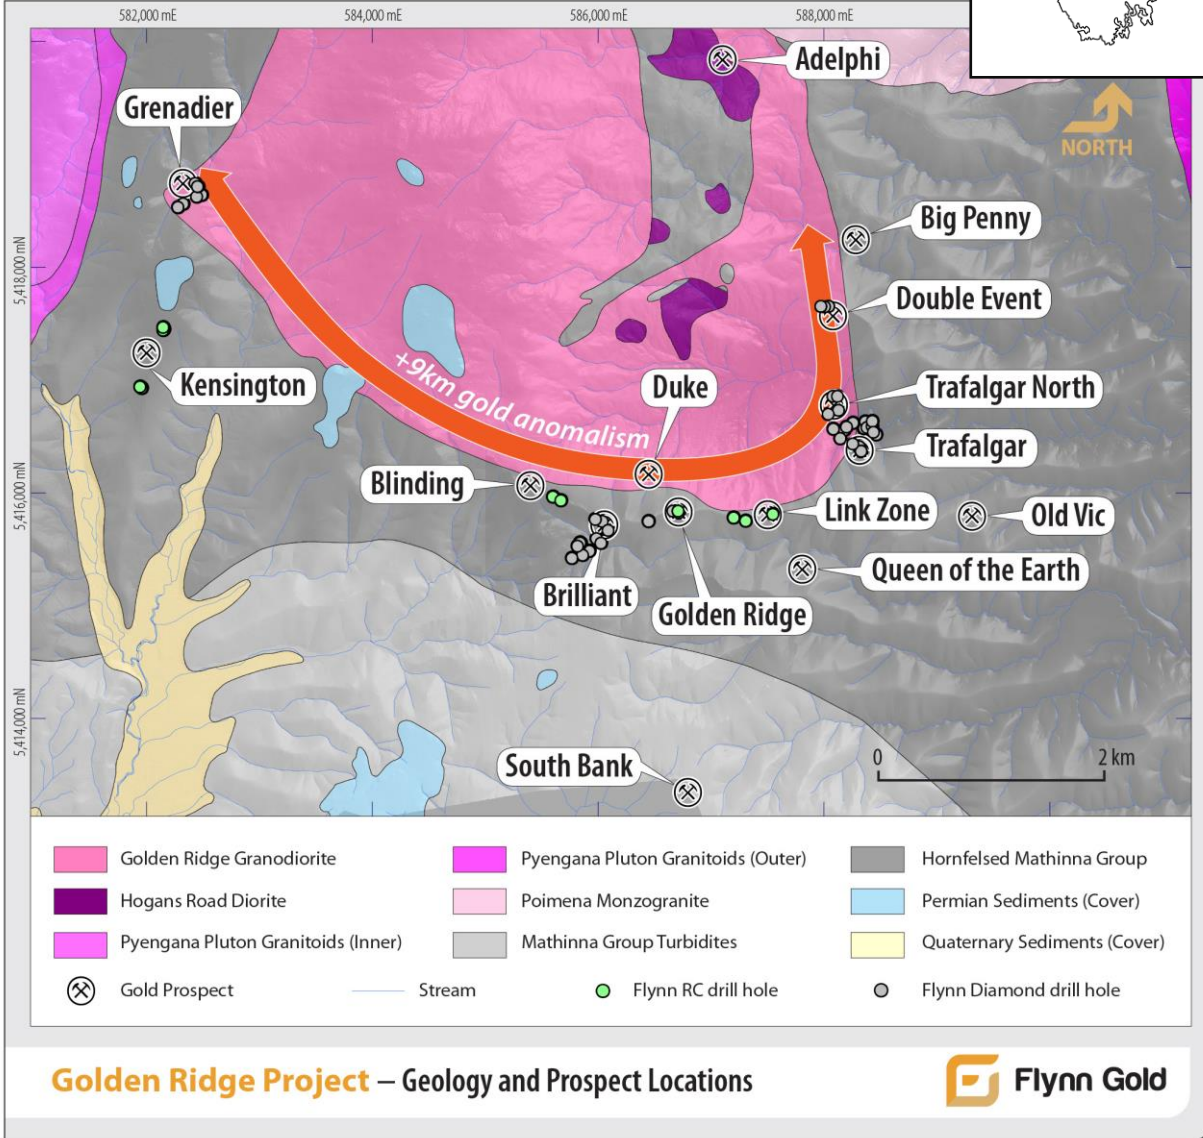 582,000 mE
584,000 mE
586,000 mE
588,000 mE
Adelphi
Grenadier
NORTH
Big Penny
5,418,000 mN
Double Event
Kensington
+9km gold anomalism
Duke
Trafalgar North
Trafalgar
Blinding
5,416,000 mN
Link Zone
Old Vic
Queen of the Earth
Brilliant
Golden Ridge
5,414,000 mN
South Bank
0
2 km
Golden Ridge Granodiorite
Pyengana Pluton Granitoids (Outer)
Hornfelsed Mathinna Group
Hogans Road Diorite
Poimena Monzogranite
Permian Sediments (Cover)
Pyengana Pluton Granitoids (Inner)
Mathinna Group Turbidites
Quaternary Sediments (Cover)
Gold Prospect
Stream
Flynn RC drill hole
Flynn Diamond drill hole
Golden Ridge Project – Geology and Prospect Locations
Flynn Gold